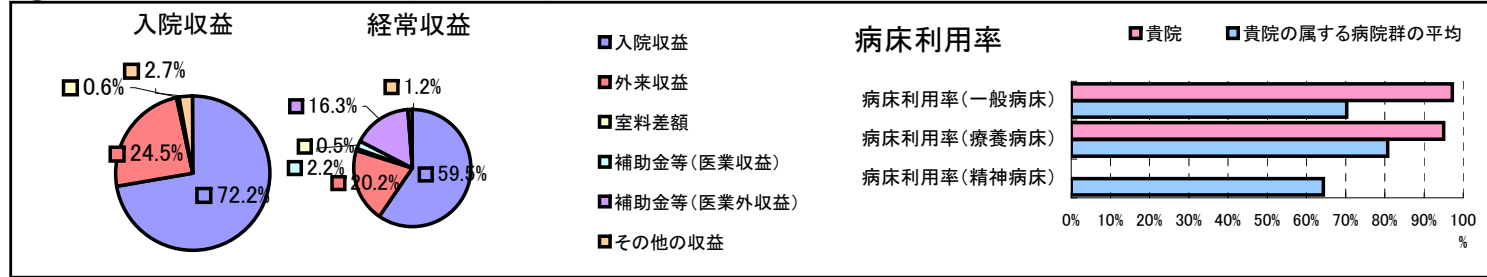 入院収益
2.7%
0.6%
24.5%
72.2%
経常収益
1.2%
16.3%
0.5%
2.2%
20.2%
59.5%
入院収益
外来収益
室料差額
補助金等(医業収益)
補助金等(医業外収益)
その他の収益
病床利用率
貴院
貴院の属する病院群の平均
病床利用率(一般病床)
病床利用率(療養病床)
病床利用率(精神病床)
0% 10% 20% 30% 40% 50% 60% 70% 80% 90% 100
%